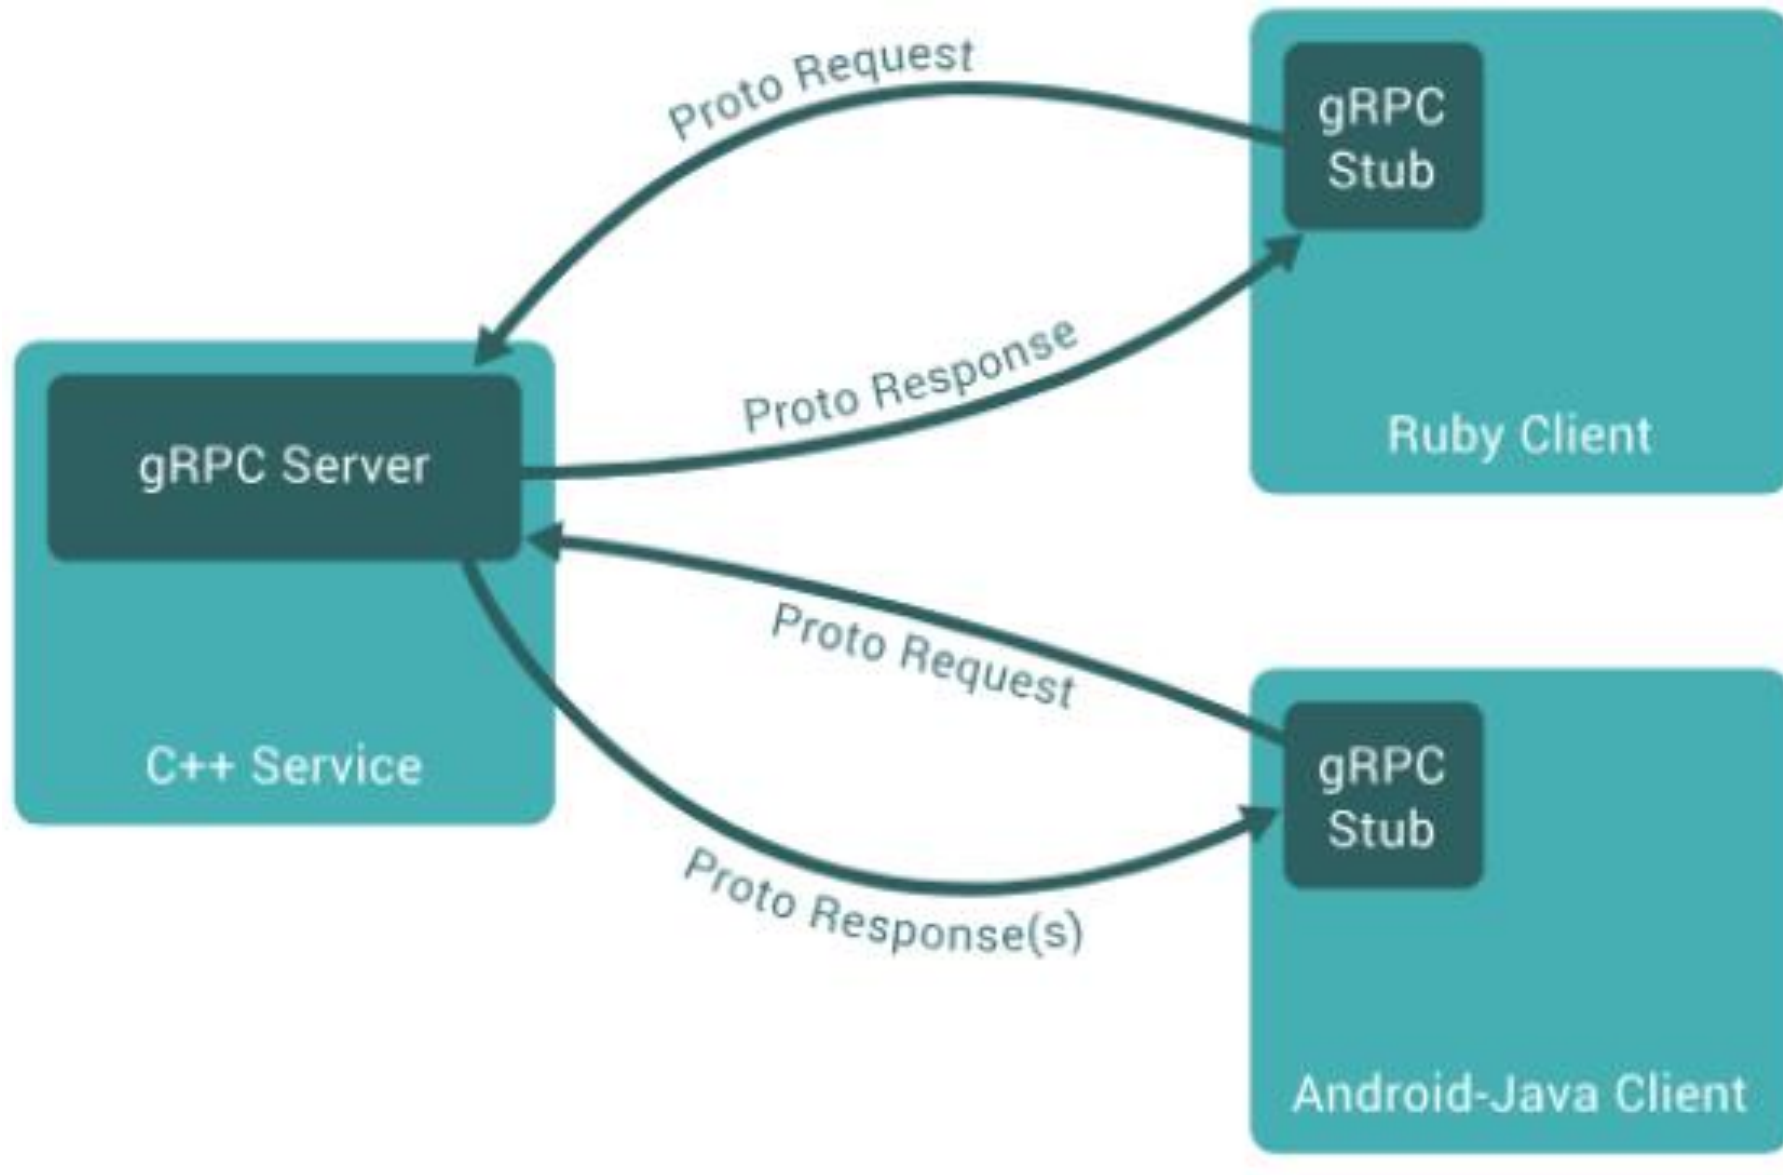 Proto Request
gRPC
Stub
Proto Response
Ruby Client
gRPC Server
C++ Service
Proto Request
gRPC
Stub
Proto Response(s)
Android-Java Client